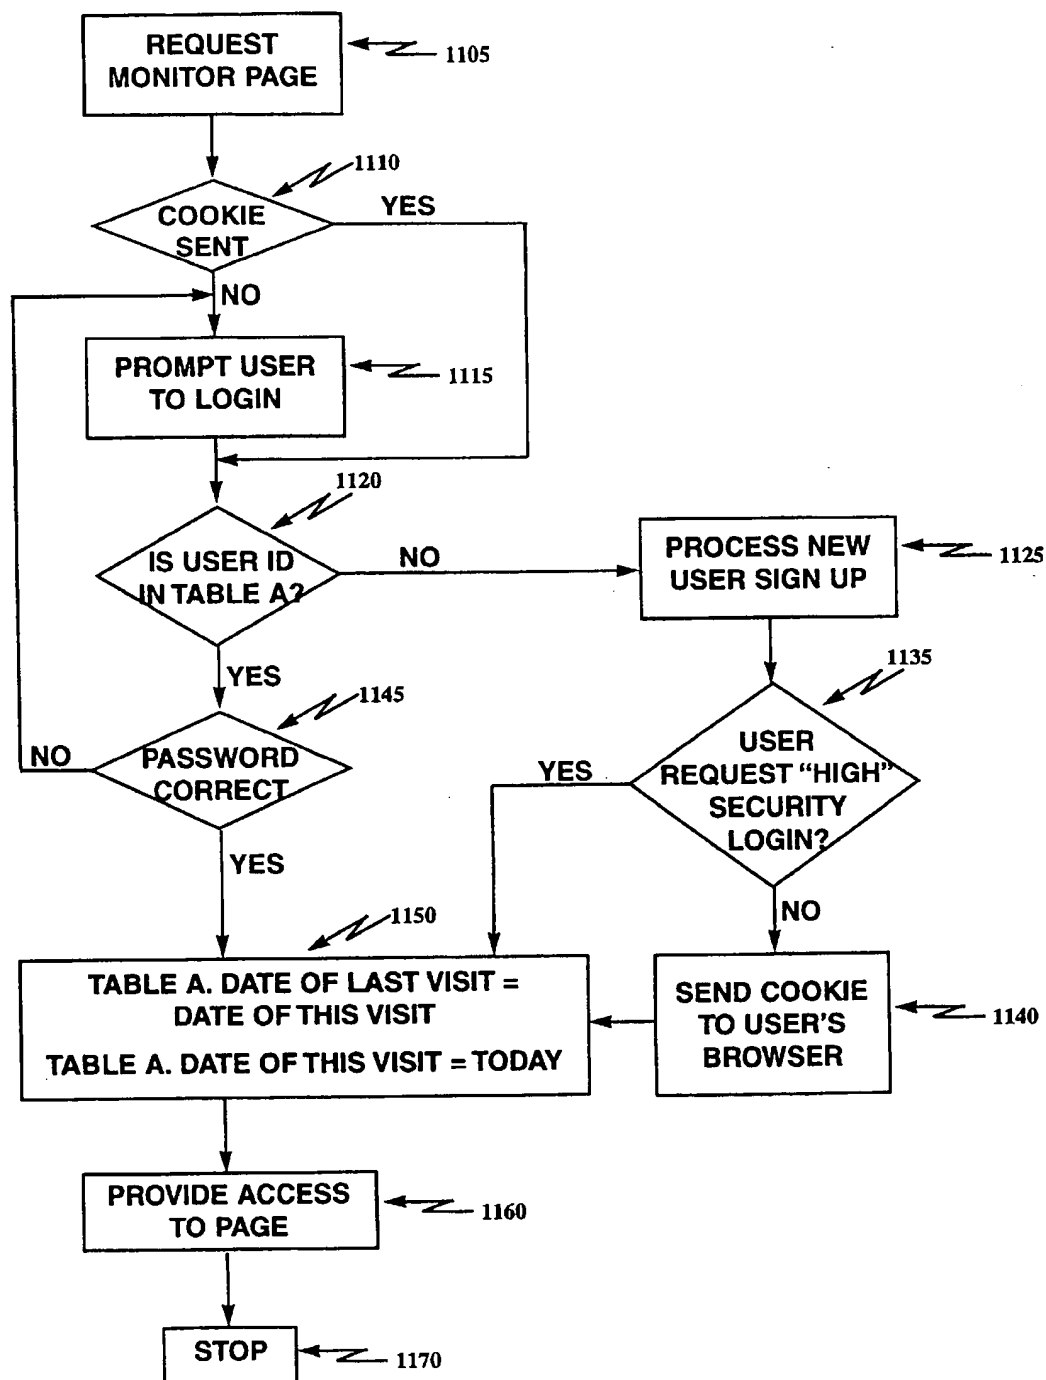 REQUEST
MONITOR PAGE
1105
1110
COOKIE
SENT
YES
NO
PROMPT USER
TO LOGIN
1115
1120
IS USER ID
IN TABLE A?
NO
PROCESS NEW
USER SIGN UP
1125
YES
1135
1145
PASSWORD
CORRECT
NO
USER
REQUEST “HIGH”
SECURITY
LOGIN?
YES
YES
NO
1150
TABLE A. DATE OF LAST VISIT =
DATE OF THIS VISIT
TABLE A. DATE OF THIS VISIT = TODAY
SEND COOKIE
TO USER'S
BROWSER
1140
PROVIDE ACCESS
TO PAGE
1160
STOP
1170